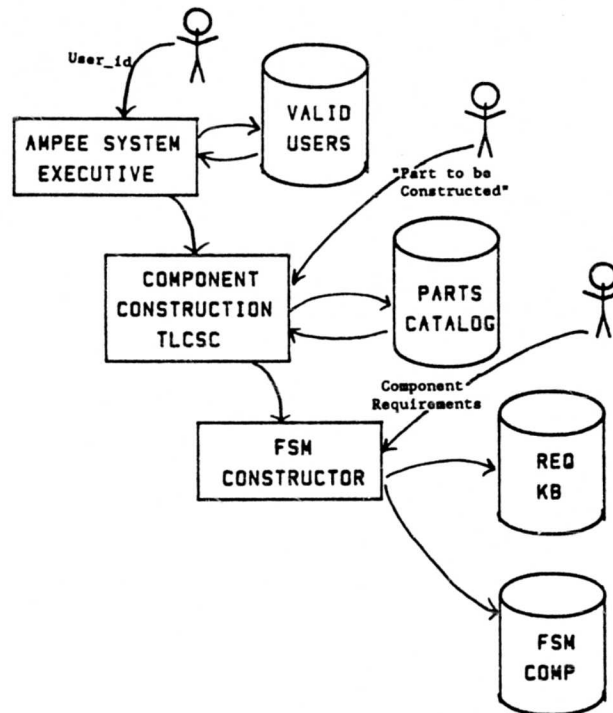 User_id
AMPEE SYSTEM
EXECUTIVE
VALID
USERS
"Part to be
Constructed"
COMPONENT
CONSTRUCTION
TLCSC
PARTS
CATALOG
Component
Requirements
FSM
CONSTRUCTOR
REQ
KB
FSM
COMP